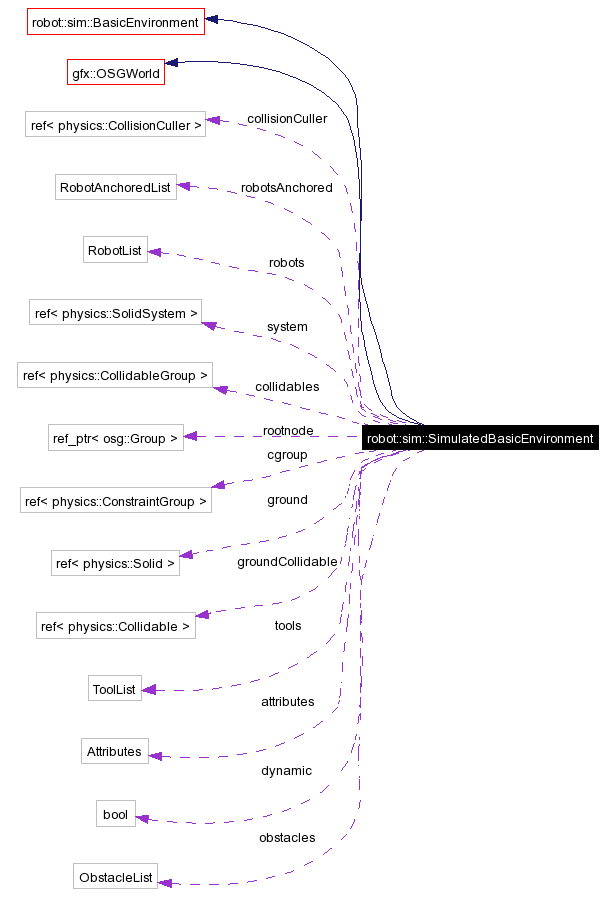 robot::sim::BasicEnvironment
gfx::OSGWorld
ref< physics::CollisionCuller >
collisionCuller
RobotAnchoredList
robotsAnchored
RobotList
robots
ref< physics::SolidSystem >
system
ref< physics::CollidableGroup >
collidables
ref_ptr< osg::Group >
rootnode
robot::sim::SimulatedBasicEnvironment
cgroup
ref< physics::ConstraintGroup >
ground
ref< physics::Solid >
groundCollidable
ref< physics::Collidable >
tools
ToolList
attributes
Attributes
dynamic
bool
obstacles
ObstacleList